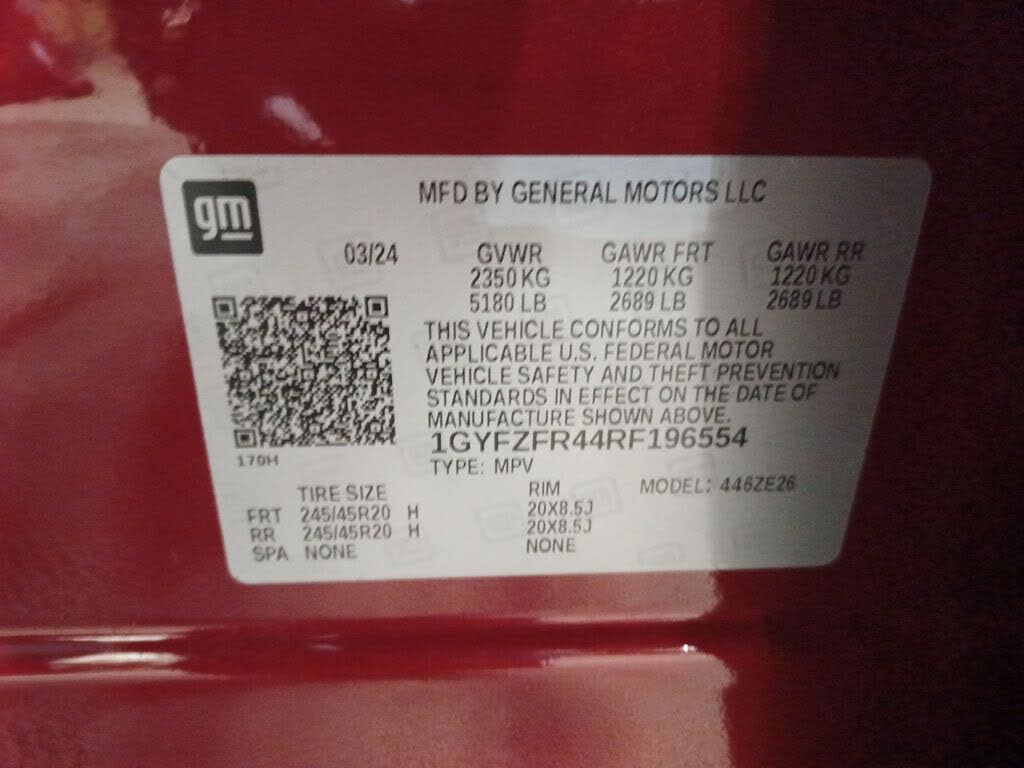 gm
MFD BY GENERAL MOTORS LLC
03/24 GVWR GAWR FRT GAWR RR
2350 KG 1220 KG 1220 KG
5180 LB 2689 LB 2689 LB
THIS VEHICLE CONFORMS TO ALL
APPLICABLE U.S. FEDERAL MOTOR
VEHICLE SAFETY AND THEFT PREVENTION
STANDARDS IN EFFECT ON THE DATE OF
MANUFACTURE SHOWN ABOVE.
1GYFZFR44RF196554
170H
TYPE: MPV
TIRE SIZE RIM MODEL: 446ZE26
FRT 245/45R20 H 20X8.5J
RR 245/45R20 H 20X8.5J
SPA NONE NONE